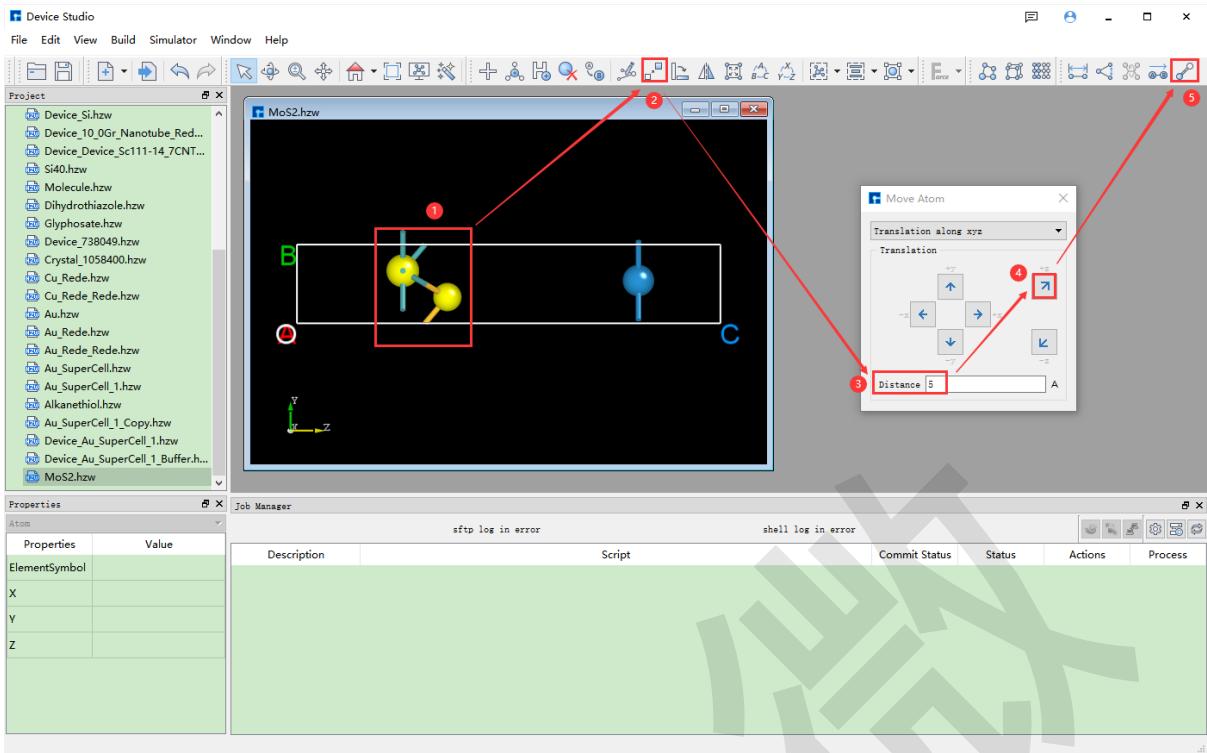 Device Studio
File Edit View Build Simulator Window Help
Project
Device_Si.hzw
Device_10_0Gr_Nanotube_Red...
Device_Device_Sc111-14_7CNT...
Si40.hzw
Molecule.hzw
Dihydrothiazole.hzw
Glyphosate.hzw
Device_738049.hzw
Crystal_1058400.hzw
Cu_Rede.hzw
Cu_Rede_Rede.hzw
Au.hzw
Au_Rede.hzw
Au_Rede_Rede.hzw
Au_SuperCell.hzw
Au_SuperCell_1.hzw
Alkanethiol.hzw
Au_SuperCell_1_Copy.hzw
Device_Au_SuperCell_1.hzw
Device_Au_SuperCell_1_Buffer.h...
MoS2.hzw
MoS2.hzw
1
2
5
B
A
C
Y
Z
Move Atom
Translation along xyz
Translation
+y
4
+z
-x
+x
-y
-z
3 Distance 5 A
Properties
Atom
Properties Value
ElementSymbol
X
Y
Z
Job Manager
sftp log in error shell log in error
Description Script Commit Status Status Actions Process